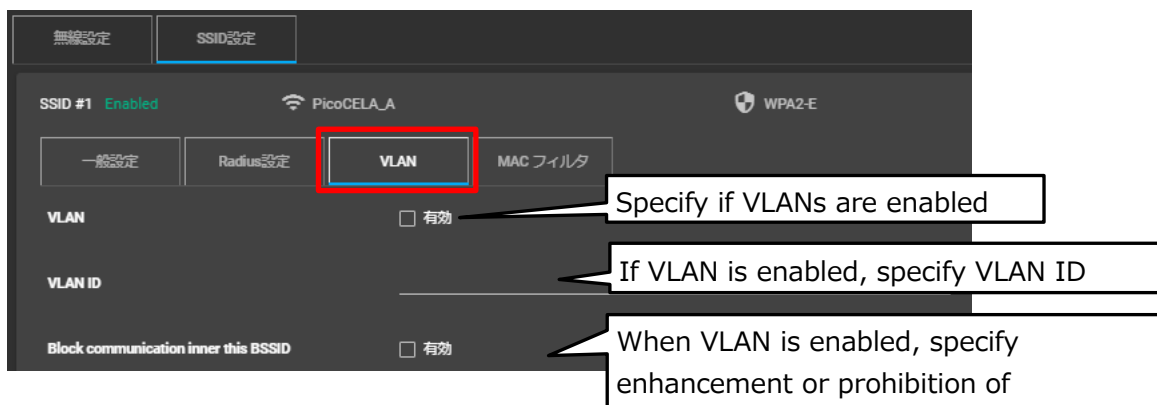 無線設定 SSID設定
SSID #1 Enabled PicoCELA_A WPA2-E
一般設定 Radius設定 VLAN MAC フィルタ
VLAN 有効
Specify if VLANs are enabled
VLAN ID
If VLAN is enabled, specify VLAN ID
Block communication inner this BSSID 有効
When VLAN is enabled, specify
enhancement or prohibition of